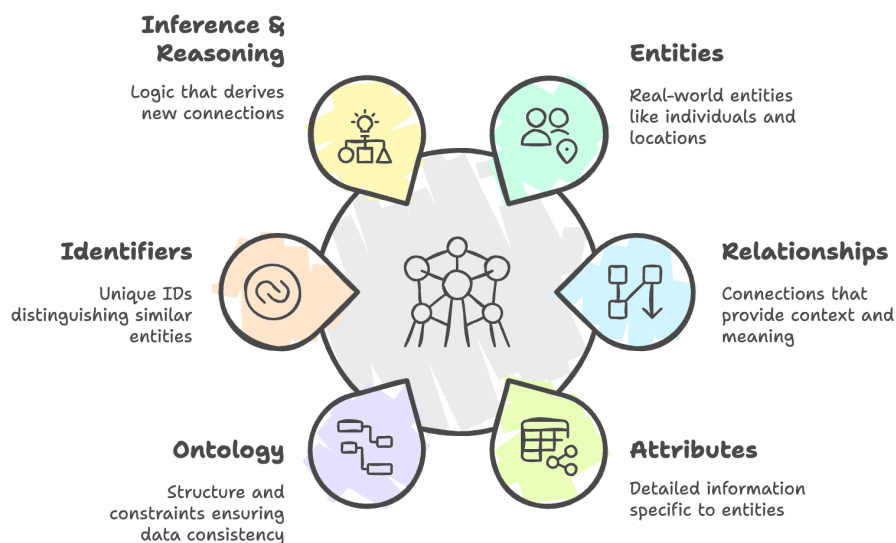 Inference &
Reasoning
Logic that derives
new connections
Entities
Real-world entities
like individuals and
locations
Identifiers
Unique IDs
distinguishing similar
entities
Relationships
Connections that
provide context and
meaning
Ontology
Structure and
constraints ensuring
data consistency
Attributes
Detailed information
specific to entities